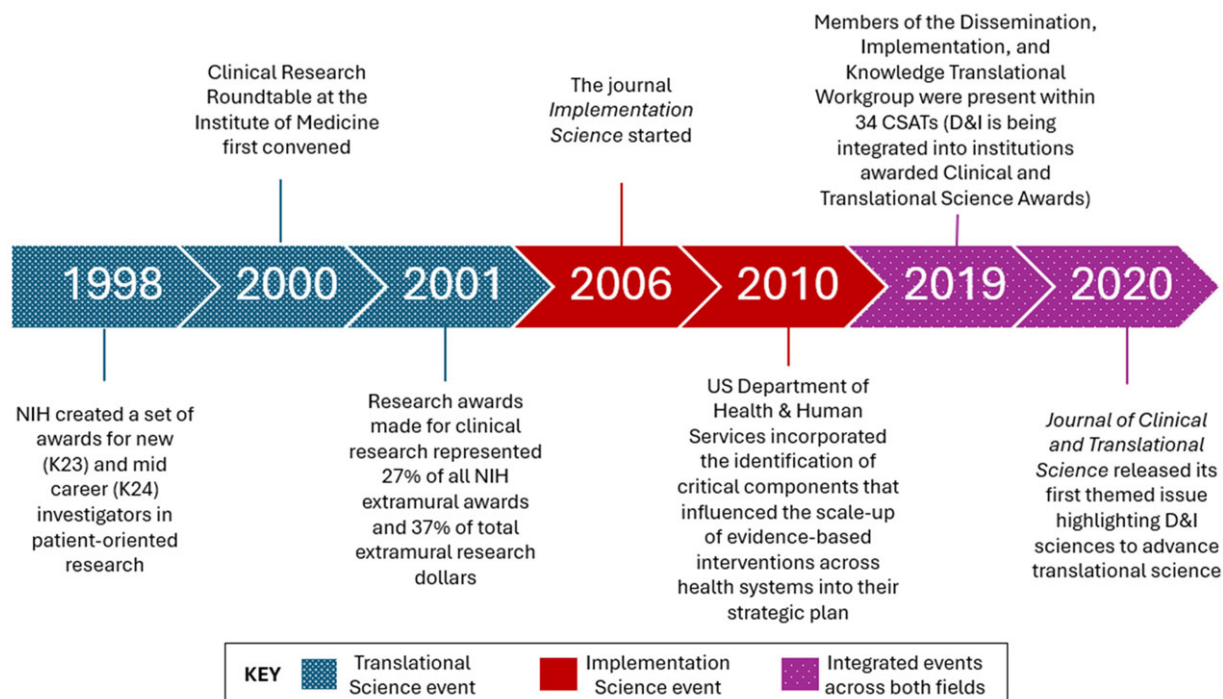 Members of the Dissemination,
Implementation, and
Knowledge Translational
Workgroup were present within
34 CSATs (D&I is being
integrated into institutions
awarded Clinical and
Translational Science Awards)
Clinical Research
Roundtable at the
Institute of Medicine
first convened
The journal
Implementation
Science started
1998
2000
2001
2006
2010
2019
2020
NIH created a set of
awards for new
(K23) and mid
career (K24)
investigators in
patient-oriented
research
Research awards
made for clinical
research represented
27% of all NIH
extramural awards
and 37% of total
extramural research
dollars
US Department of
Health & Human
Services incorporated
the identification of
critical components that
influenced the scale-up
of evidence-based
interventions across
health systems into their
strategic plan
Journal of Clinical
and Translational
Science released its
first themed issue
highlighting D&I
sciences to advance
translational science
KEY
Translational
Science event
Implementation
Science event
Integrated events
across both fields